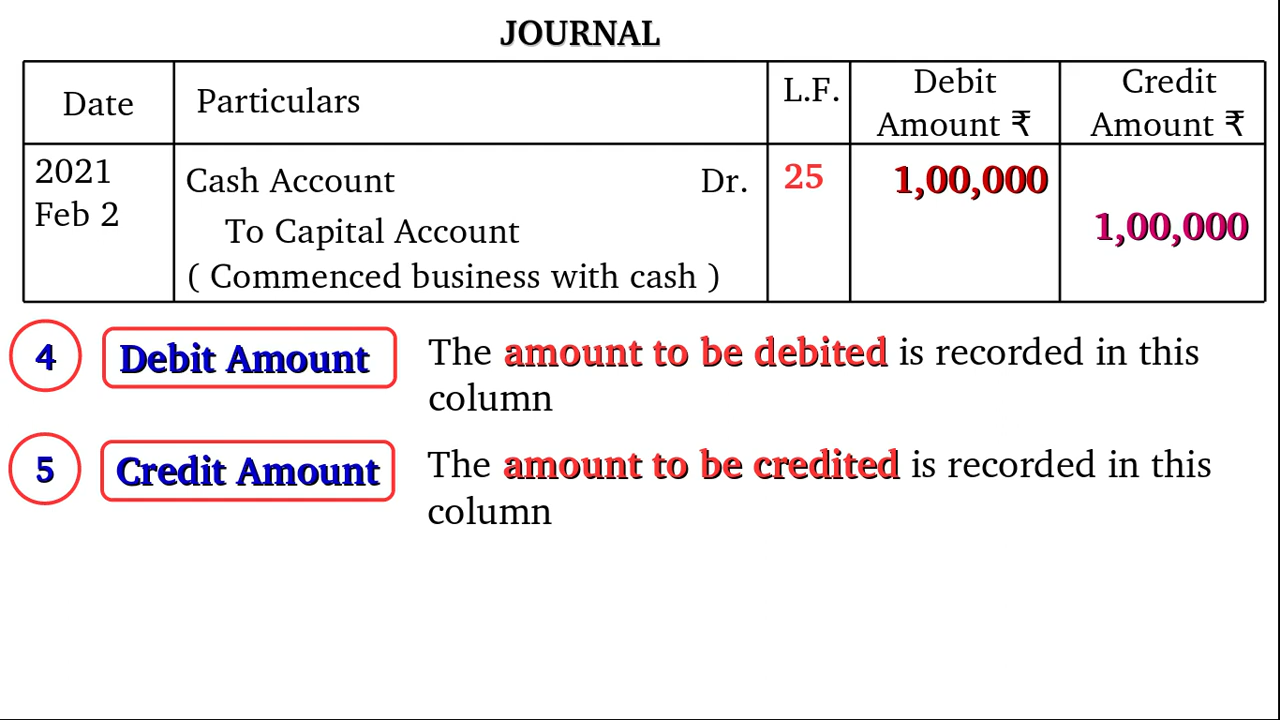 JOURNAL
Date Particulars L.F. Debit Amount ₹ Credit Amount ₹
2021 Cash Account Dr. 25 1,00,000
Feb 2 To Capital Account 1,00,000
( Commenced business with cash )
4 Debit Amount The amount to be debited is recorded in this
column
5 Credit Amount The amount to be credited is recorded in this
column